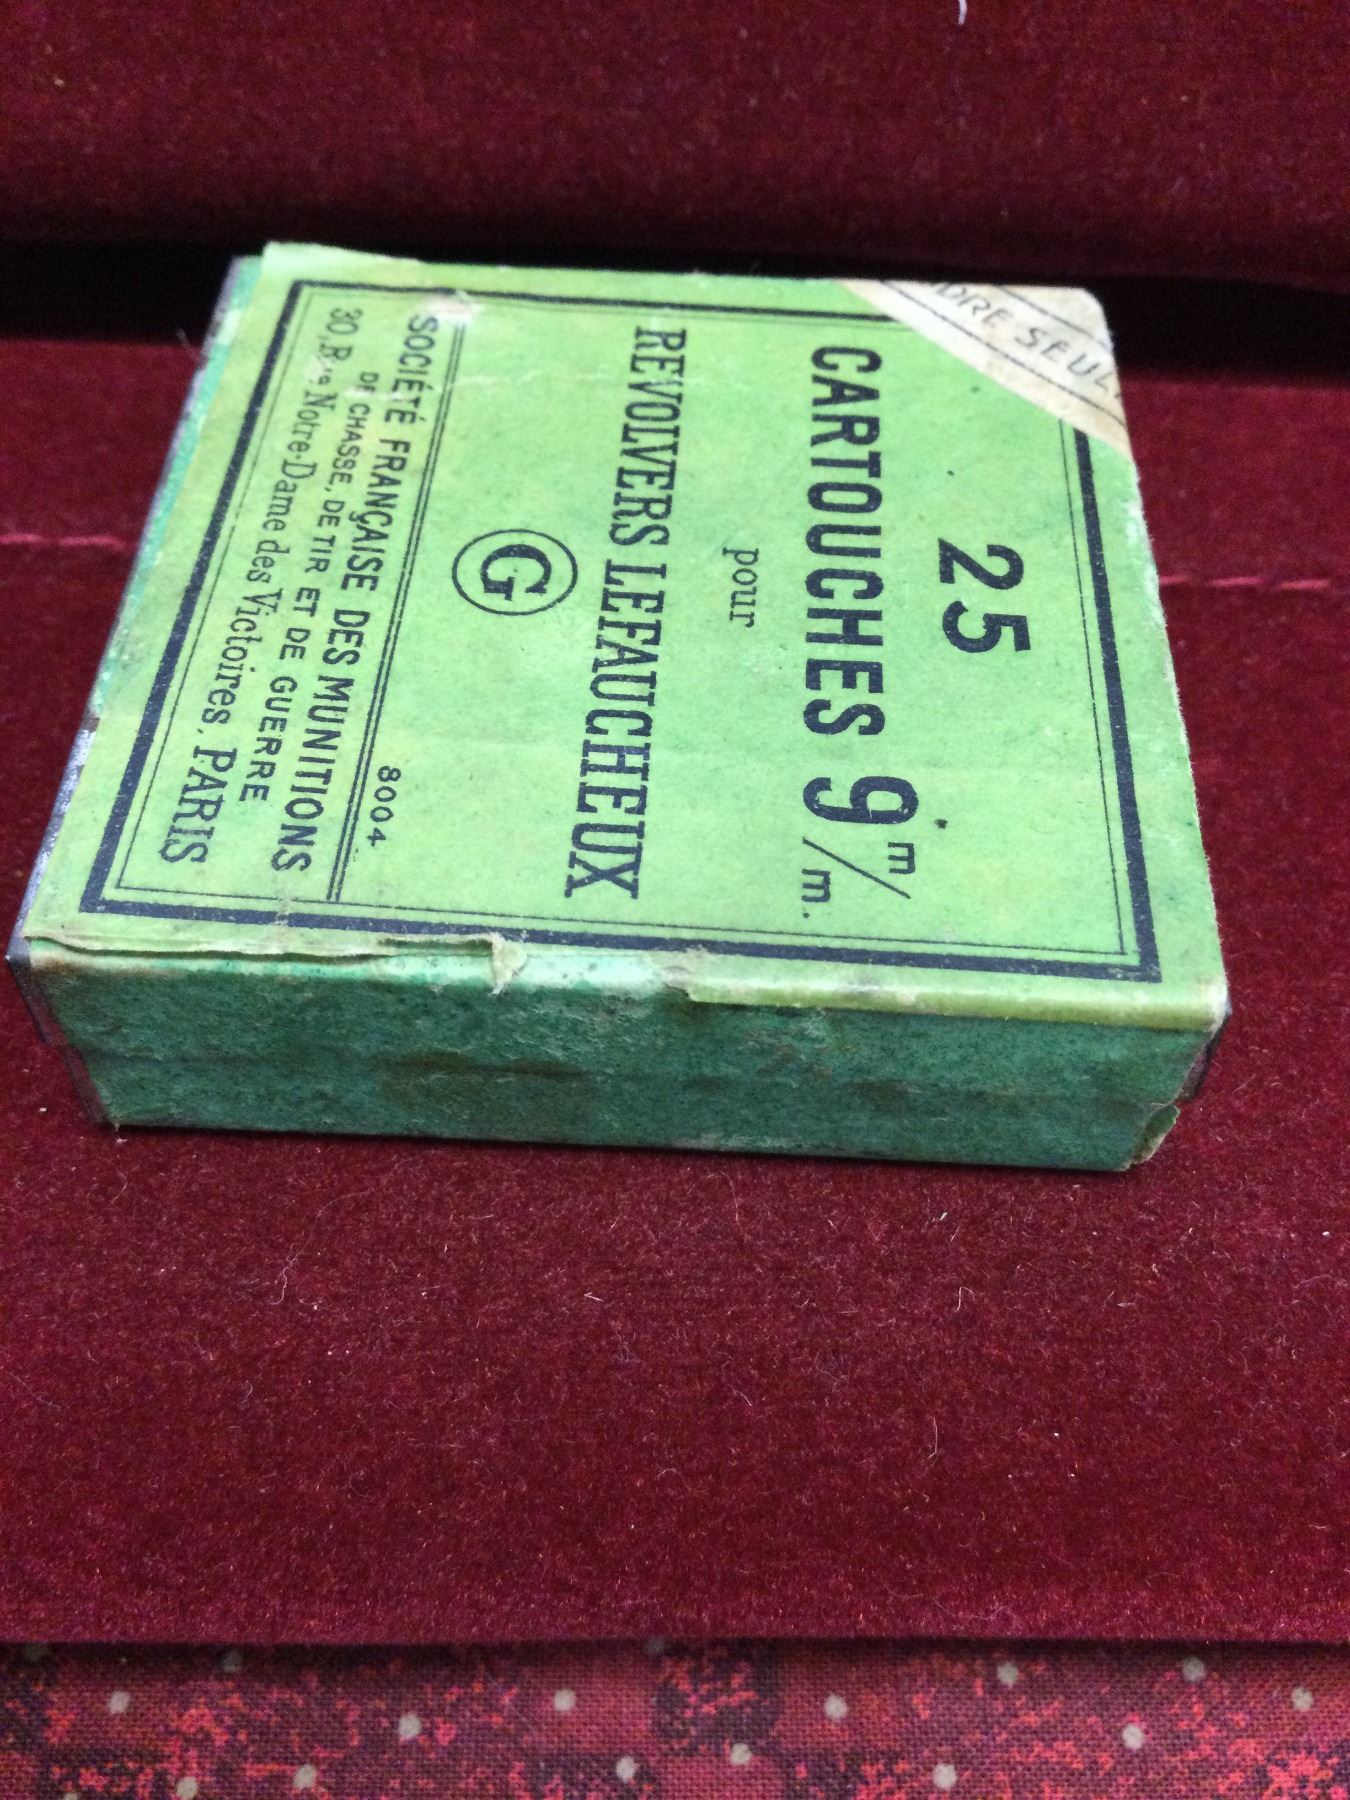 25
CARTOUCHES 9 m/m.
pour
REVOLVERS LEFAUCHEUX
G
8004
SOCIÉTÉ FRANÇAISE DES MUNITIONS
DE CHASSE, DE TIR ET DE GUERRE
30, Notre-Dame des Victoires, PARIS